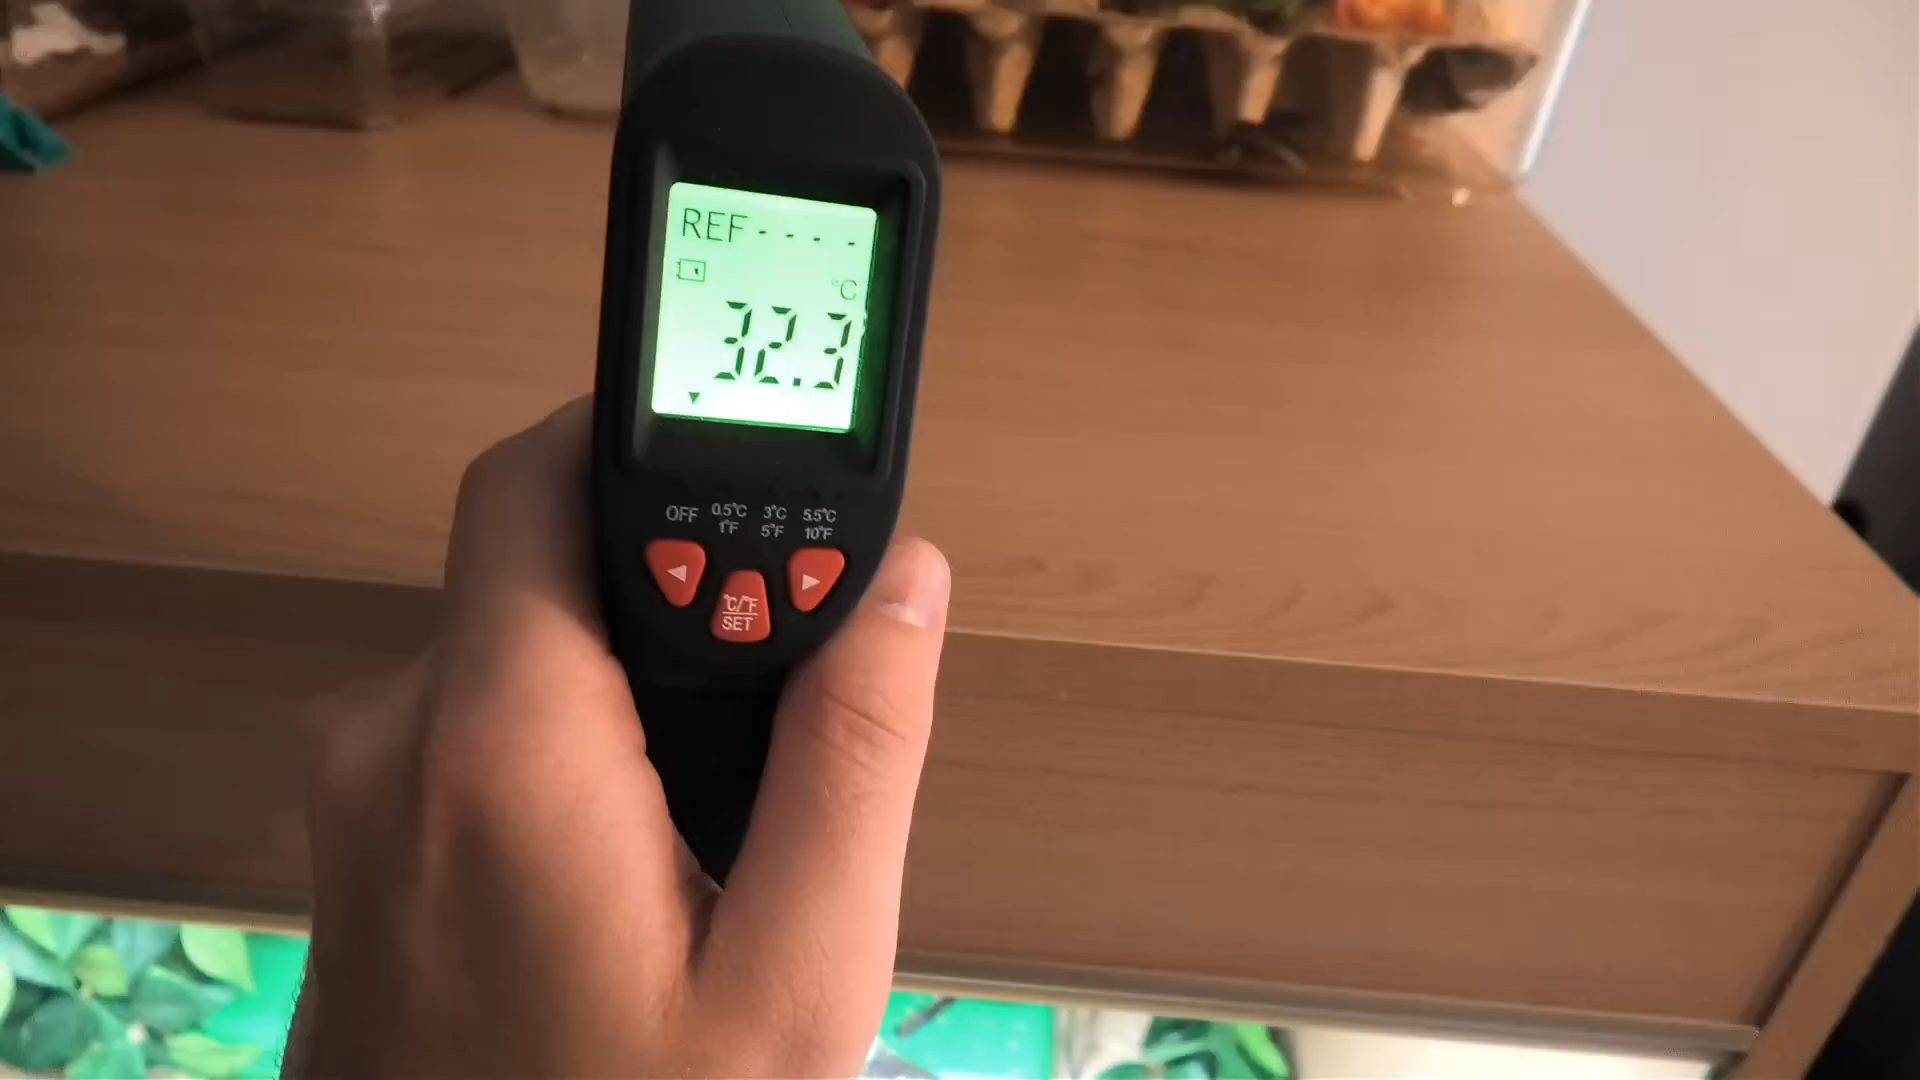 REF - - - -
°C
32.3
OFF 0.5°C 3°C 5.5°C
1°F 5°F 10°F
°C/°F
SET